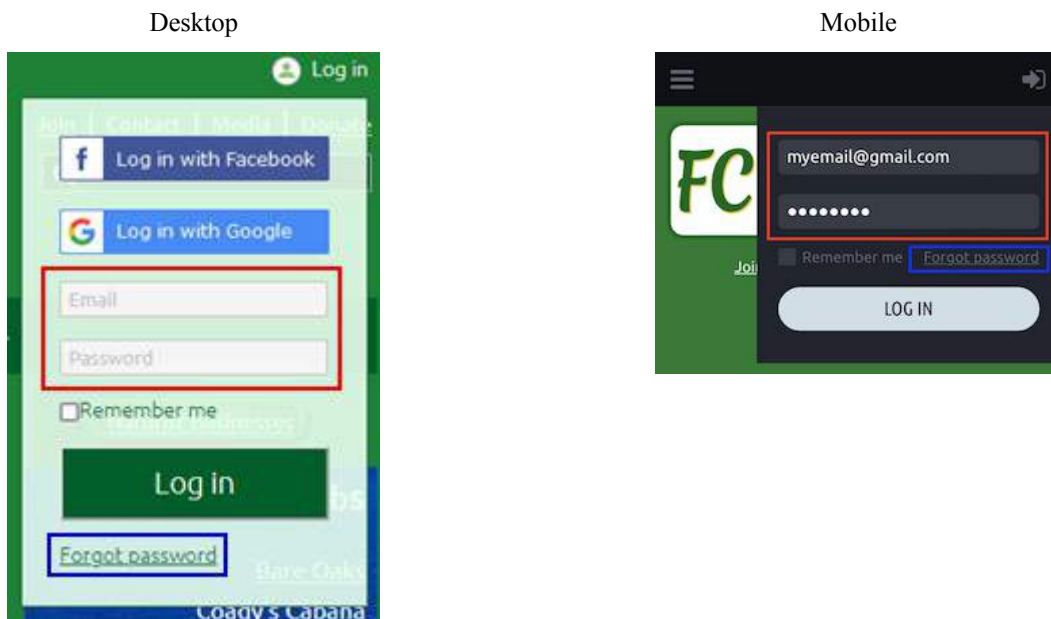 Desktop
Log in
Join | Contact | Media | Donate
f Log in with Facebook
G Log in with Google
Email
Password
Remember me
Log in
Forgot password
Bare Oaks
Coady's Cabana
Mobile
FC
myemail@gmail.com
••••••••
Joi
Remember me Forgot password
LOG IN